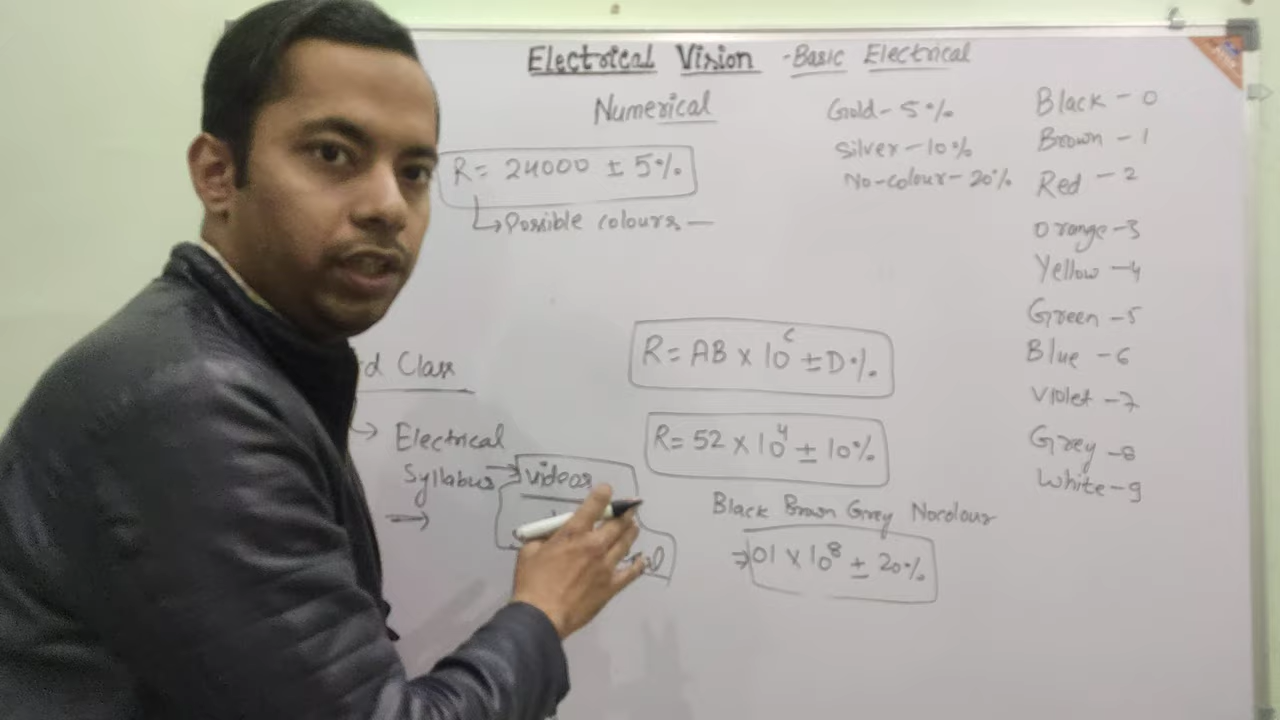 Electrical Vision - Basic Electrical
Numerical
R = 24000 ± 5%
↳ Possible colours —
Gold - 5%
Silver - 10%
No-colour - 20%
Black - 0
Brown - 1
Red - 2
Orange - 3
Yellow - 4
Green - 5
Blue - 6
Violet - 7
Grey - 8
White - 9
R = AB × 10^C ± D%.
R = 52 × 10^4 ± 10%
Black Brown Grey Nocolour
⇒ 01 × 10^8 ± 20%.
Class
→ Electrical
Syllabus → videos
→